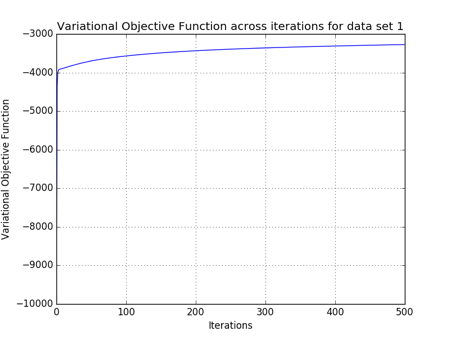 Variational Objective Function across iterations for data set 1
−3000
−4000
−5000
−6000
−7000
−8000
−9000
−10000
Variational Objective Function
0 100 200 300 400 500
Iterations